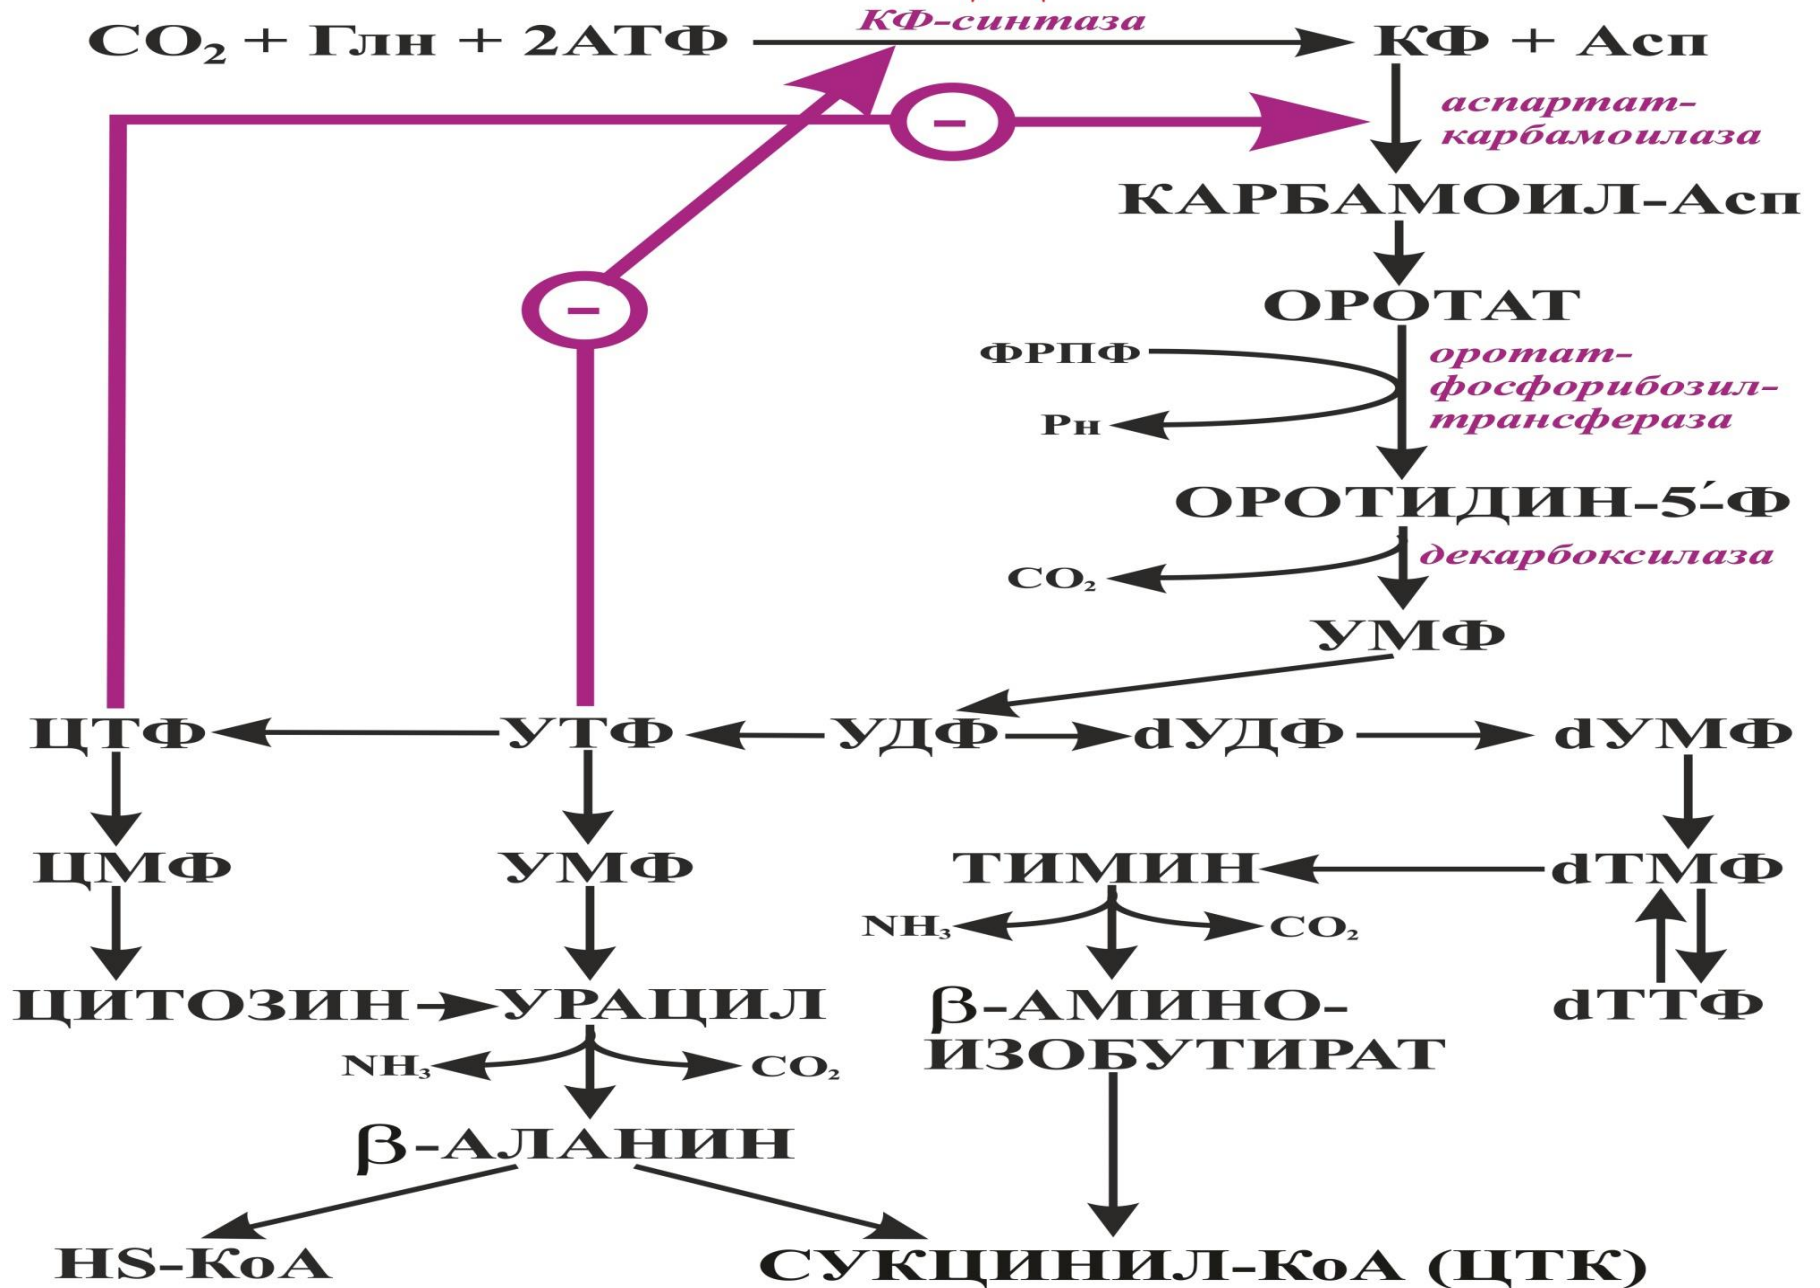 КФ-синтаза
CO₂ + Глн + 2АТФ
КФ + Асп
аспартат-
карбамоилаза
КАРБАМОИЛ-Асп
ОРОТАТ
ФРПФ
оротат-
фосфорибозил-
трансфераза
Рн
ОРОТИДИН-5´-Ф
декарбоксилаза
CO₂
УМФ
ЦТФ
УТФ
УДФ
dУДФ
dУМФ
ЦМФ
УМФ
ТИМИН
dТМФ
NH₃
CO₂
ЦИТОЗИН
УРАЦИЛ
β-АМИНО-
ИЗОБУТИРАТ
dТТФ
NH₃
CO₂
β-АЛАНИН
HS-КоА
СУКЦИНИЛ-КоА (ЦТК)